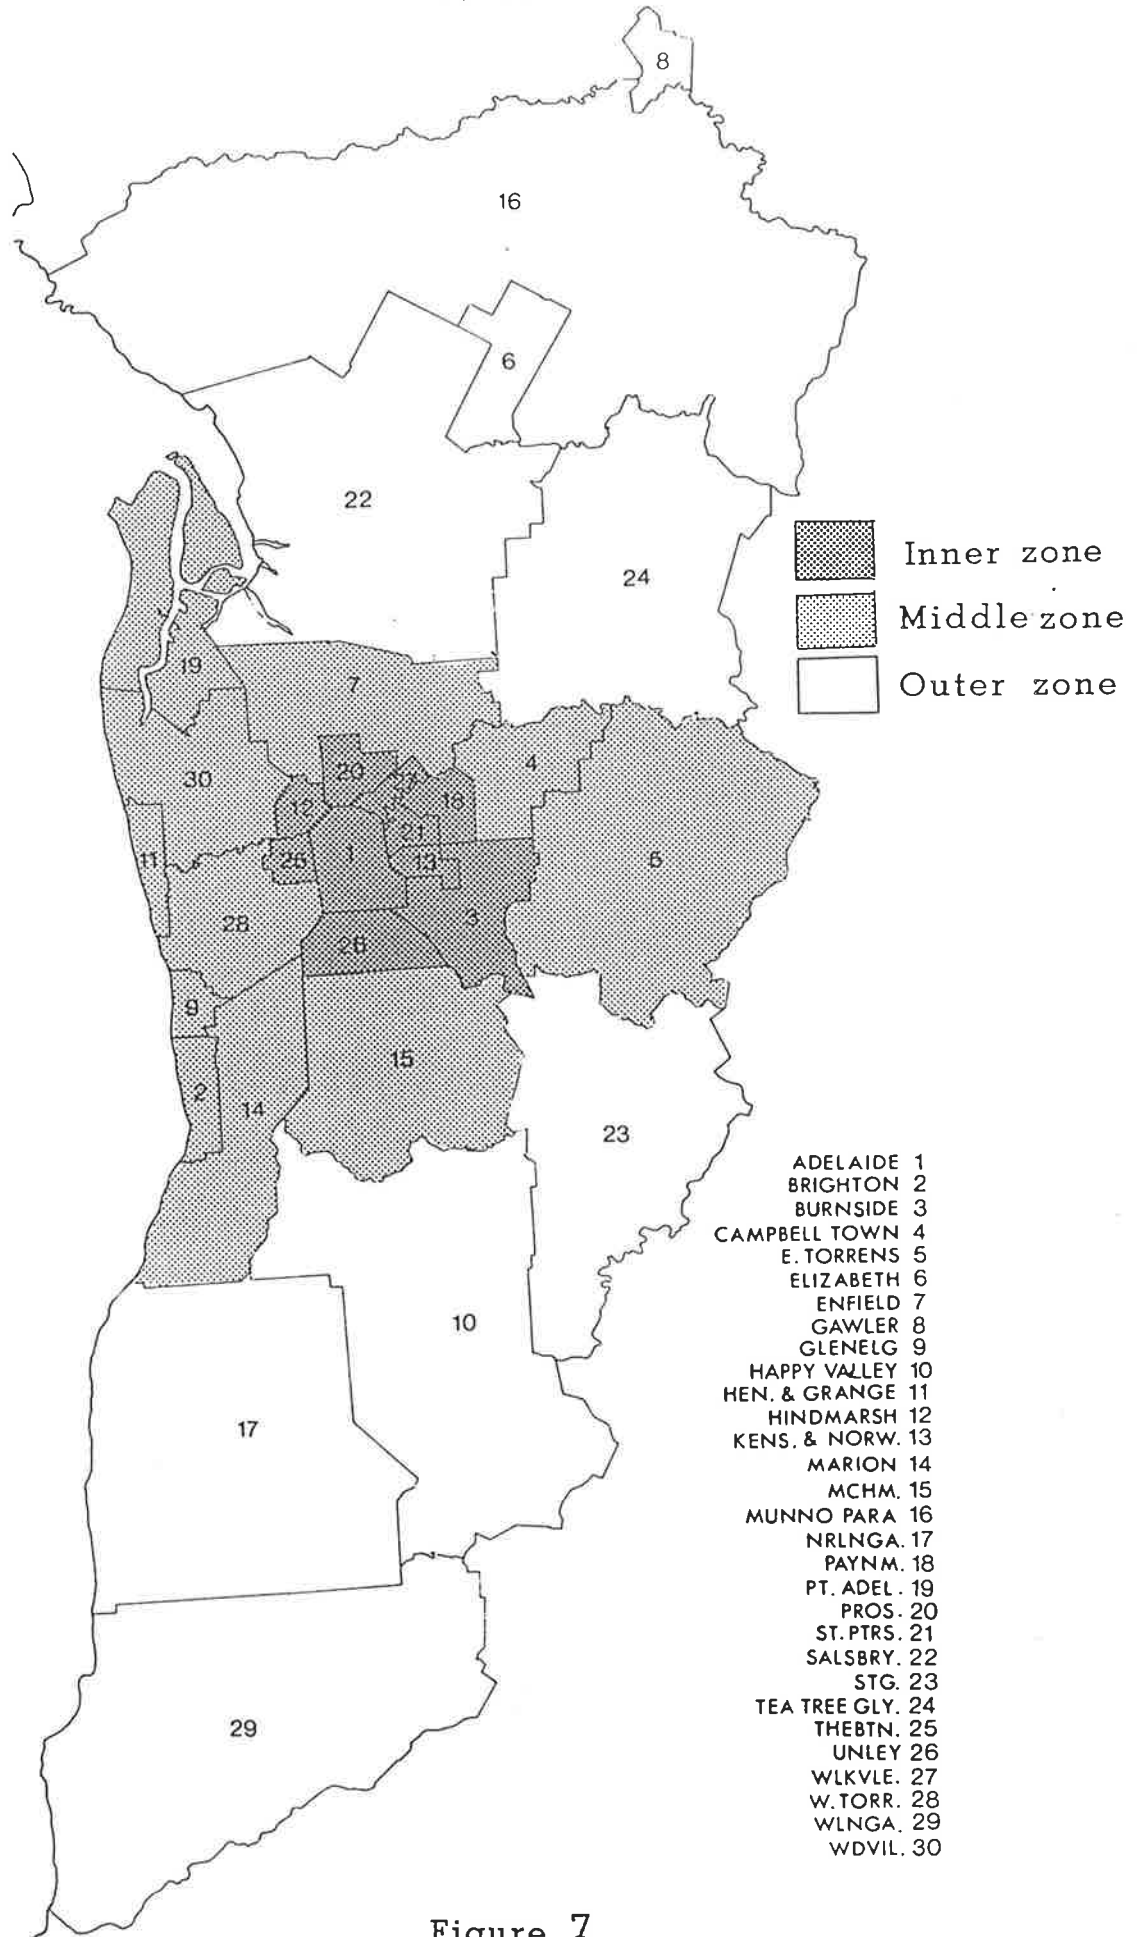 8
16
6
22
24
Inner zone
Middle zone
Outer zone
19
7
30
20
27
4
12
18
21
11
25
1
13
5
28
3
26
9
15
2
14
23
10
17
29
ADELAIDE 1
BRIGHTON 2
BURNSIDE 3
CAMPBELL TOWN 4
E. TORRENS 5
ELIZABETH 6
ENFIELD 7
GAWLER 8
GLENELG 9
HAPPY VALLEY 10
HEN. & GRANGE 11
HINDMARSH 12
KENS. & NORW. 13
MARION 14
MCHM. 15
MUNNO PARA 16
NRLNGA. 17
PAYNM. 18
PT. ADEL. 19
PROS. 20
ST. PTRS. 21
SALSBRY. 22
STG. 23
TEA TREE GLY. 24
THEBTN. 25
UNLEY 26
WLKVLE. 27
W. TORR. 28
WLNGA. 29
WDVIL. 30
Figure 7